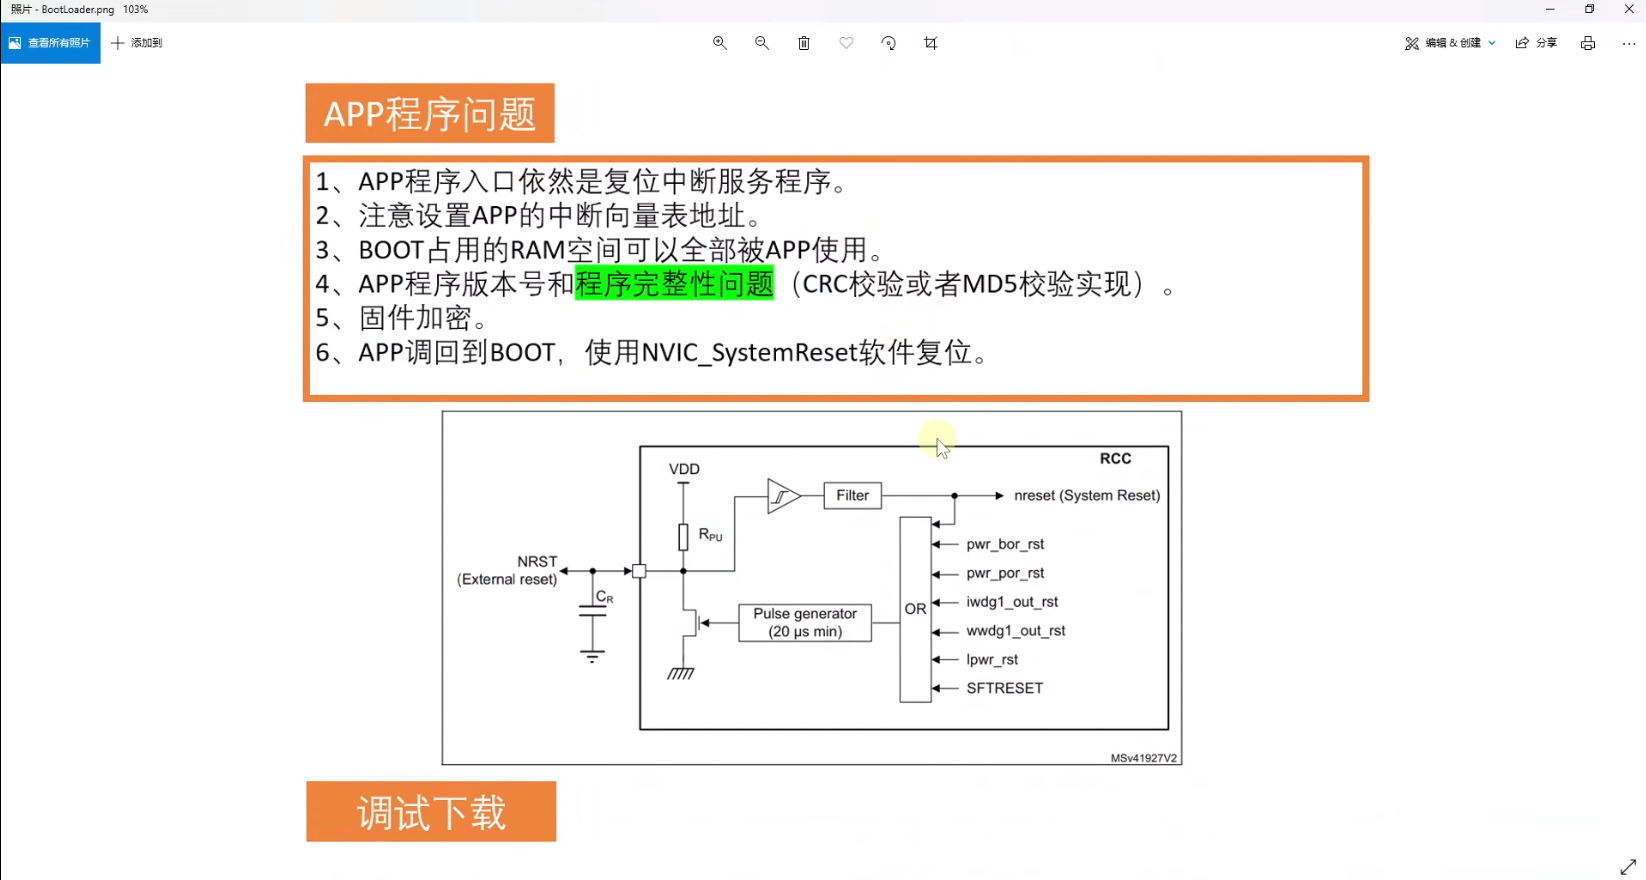 照片 - BootLoader.png 103%
查看所有照片
添加到
编辑 & 创建
分享
APP程序问题
1、APP程序入口依然是复位中断服务程序。
2、注意设置APP的中断向量表地址。
3、BOOT占用的RAM空间可以全部被APP使用。
4、APP程序版本号和程序完整性问题（CRC校验或者MD5校验实现）。
5、固件加密。
6、APP调回到BOOT，使用NVIC_SystemReset软件复位。
RCC
VDD
Filter
nreset (System Reset)
RPU
NRST
(External reset)
CR
pwr_bor_rst
pwr_por_rst
iwdg1_out_rst
wwdg1_out_rst
lpwr_rst
SFTRESET
OR
Pulse generator
(20 µs min)
MSv41927V2
调试下载